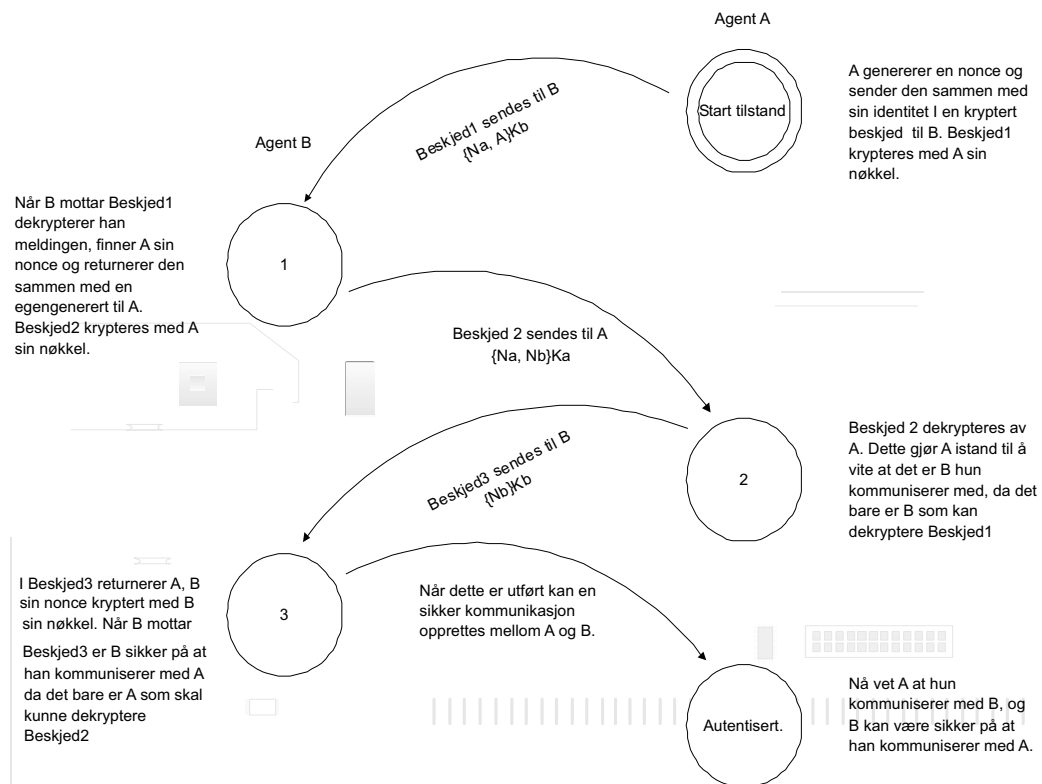 Agent A
Start tilstand
A genererer en nonce og
sender den sammen med
sin identitet I en kryptert
beskjed til B. Beskjed1
krypteres med A sin
nøkkel.
Beskjed1 sendes til B
{Na, A}Kb
Agent B
Når B mottar Beskjed1
dekrypterer han
meldingen, finner A sin
nonce og returnerer den
sammen med en
egengenerert til A.
Beskjed2 krypteres med A
sin nøkkel.
1
Beskjed 2 sendes til A
{Na, Nb}Ka
2
Beskjed 2 dekrypteres av
A. Dette gjør A istand til å
vite at det er B hun
kommuniserer med, da det
bare er B som kan
dekryptere Beskjed1
Beskjed3 sendes til B
{Nb}Kb
I Beskjed3 returnerer A, B
sin nonce kryptert med B
sin nøkkel. Når B mottar
Beskjed3 er B sikker på at
han kommuniserer med A
da det bare er A som skal
kunne dekryptere
Beskjed2
3
Når dette er utført kan en
sikker kommunikasjon
opprettes mellom A og B.
Autentisert.
Nå vet A at hun
kommuniserer med B, og
B kan være sikker på at
han kommuniserer med A.